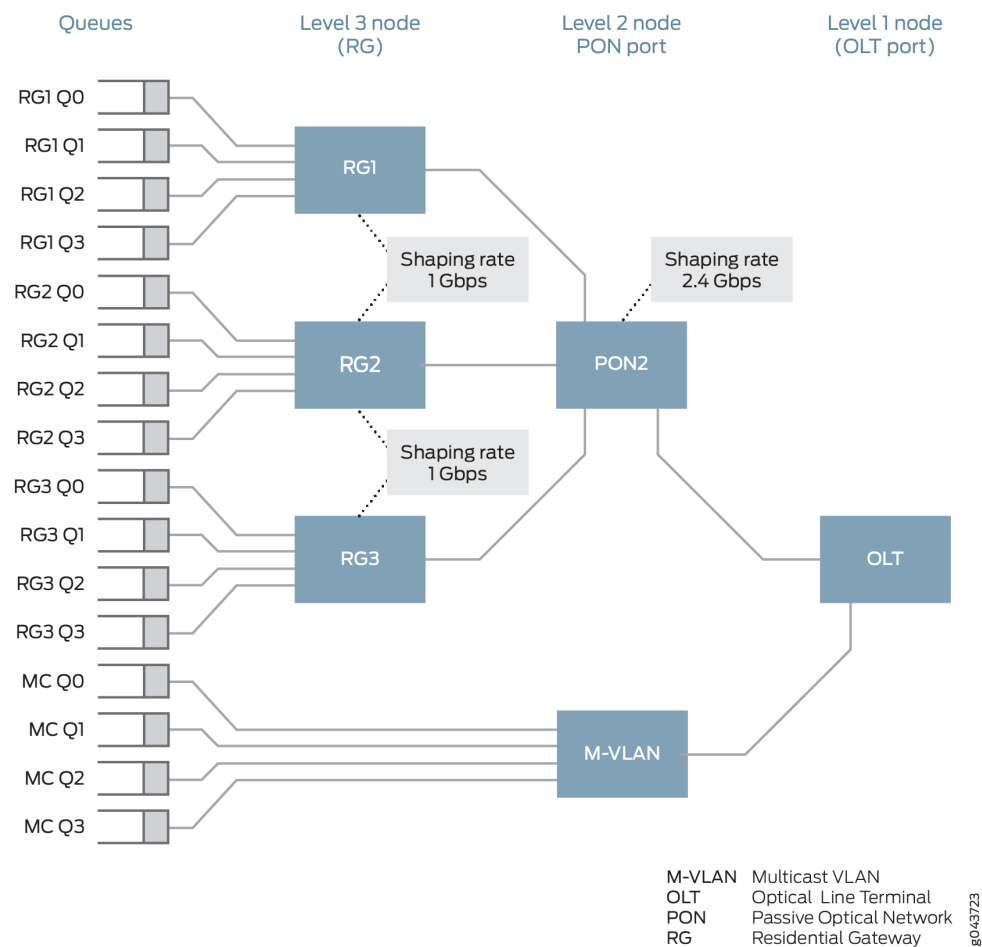 Queues
Level 3 node
(RG)
Level 2 node
PON port
Level 1 node
(OLT port)
RG1 Q0
RG1 Q1
RG1 Q2
RG1 Q3
RG2 Q0
RG2 Q1
RG2 Q2
RG2 Q3
RG3 Q0
RG3 Q1
RG3 Q2
RG3 Q3
MC Q0
MC Q1
MC Q2
MC Q3
RG1
Shaping rate
1 Gbps
RG2
Shaping rate
1 Gbps
RG3
Shaping rate
2.4 Gbps
PON2
M-VLAN
OLT
M-VLAN Multicast VLAN
OLT Optical Line Terminal
PON Passive Optical Network
RG Residential Gateway
g043723